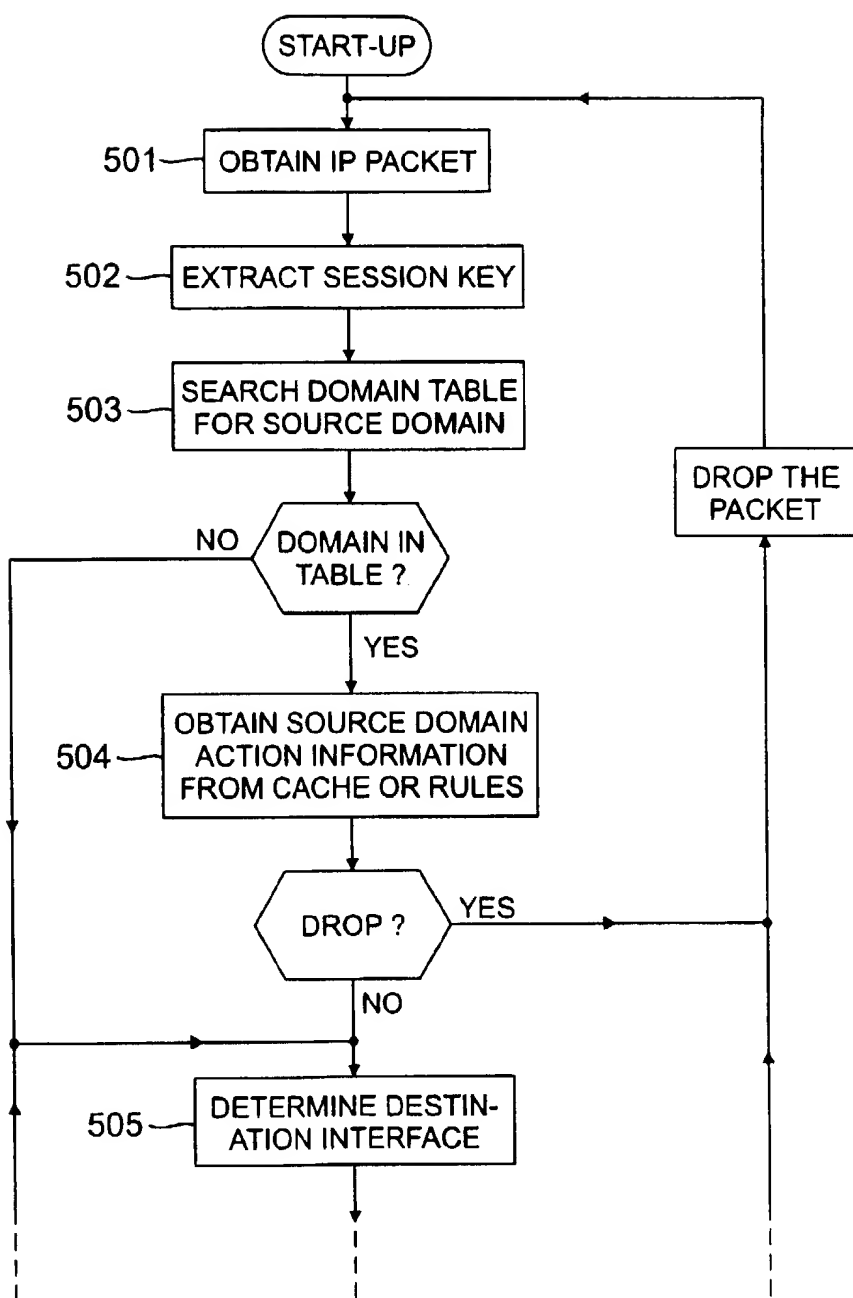 START-UP
501
OBTAIN IP PACKET
502
EXTRACT SESSION KEY
503
SEARCH DOMAIN TABLE
FOR SOURCE DOMAIN
DROP THE
PACKET
NO
DOMAIN IN
TABLE ?
YES
504
OBTAIN SOURCE DOMAIN
ACTION INFORMATION
FROM CACHE OR RULES
DROP ?
YES
NO
505
DETERMINE DESTIN-
ATION INTERFACE